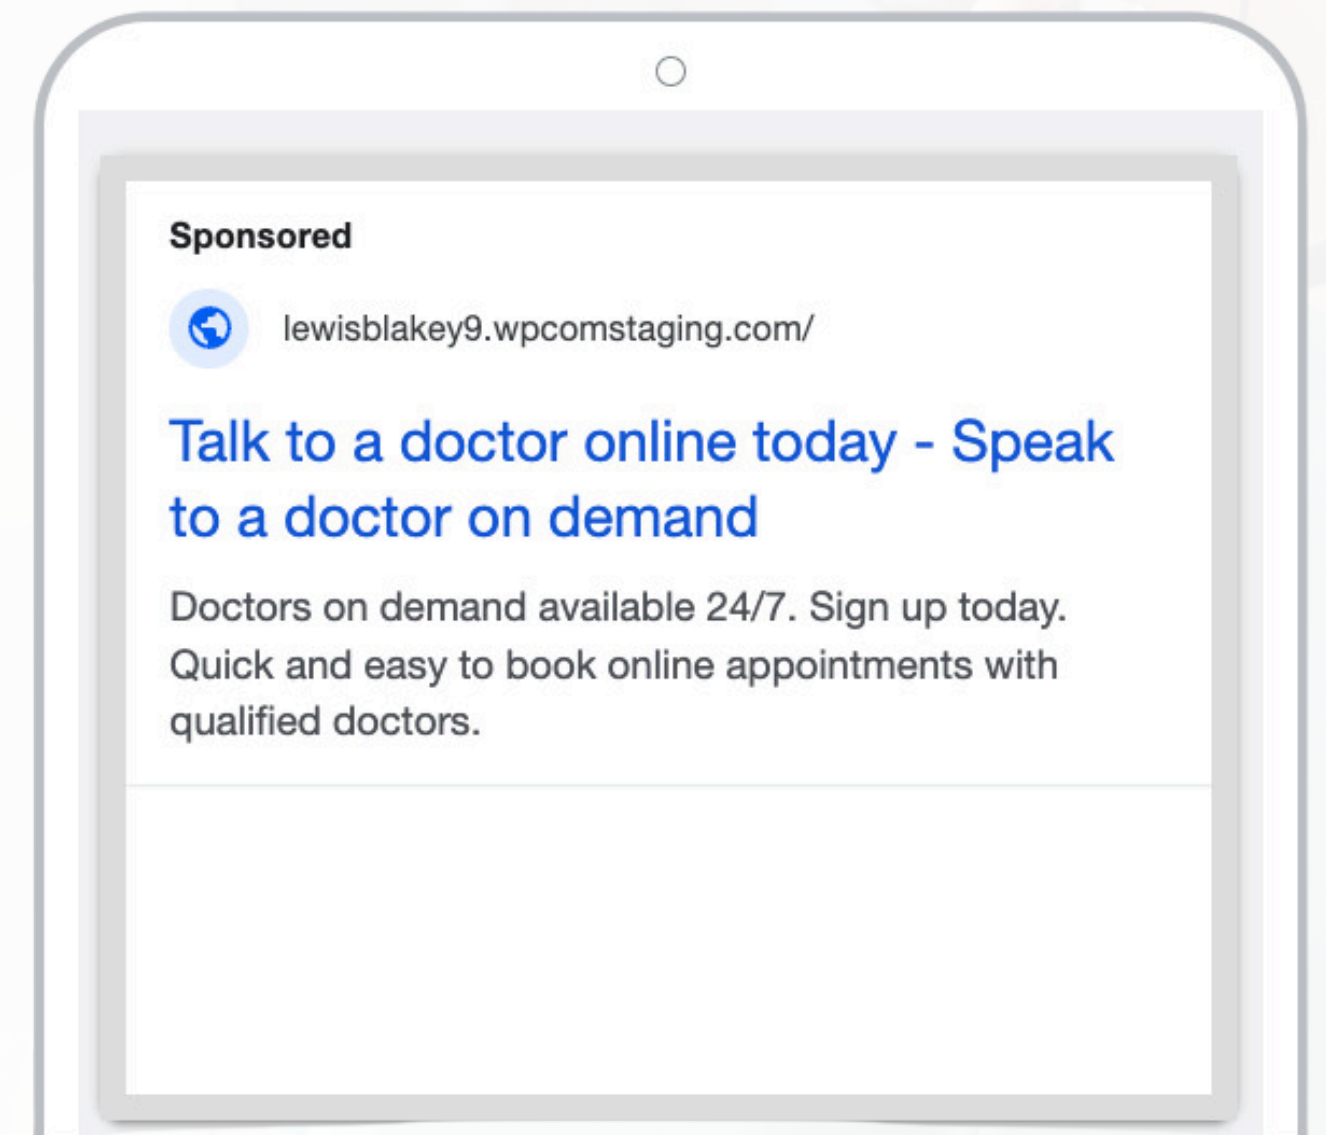 Sponsored
lewisblakey9.wpcomstaging.com/
Talk to a doctor online today - Speak
to a doctor on demand
Doctors on demand available 24/7. Sign up today.
Quick and easy to book online appointments with
qualified doctors.